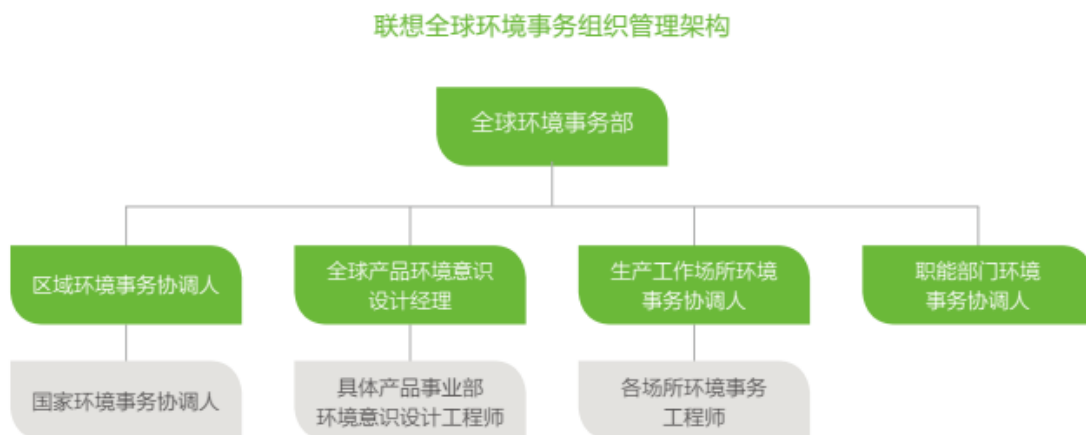 联想全球环境事务组织管理架构
全球环境事务部
区域环境事务协调人
全球产品环境意识
设计经理
生产工作场所环境
事务协调人
职能部门环境
事务协调人
国家环境事务协调人
具体产品事业部
环境意识设计工程师
各场所环境事务
工程师